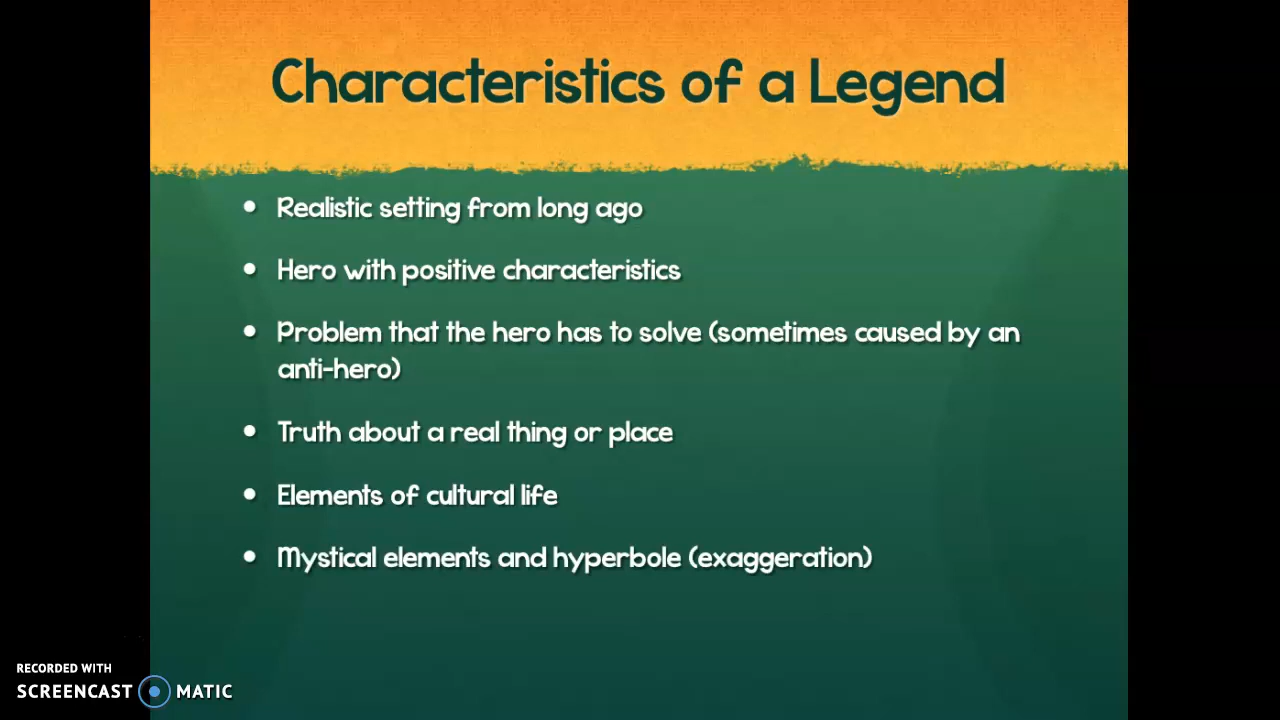 Characteristics of a Legend
• Realistic setting from long ago
• Hero with positive characteristics
• Problem that the hero has to solve (sometimes caused by an
anti-hero)
• Truth about a real thing or place
• Elements of cultural life
• Mystical elements and hyperbole (exaggeration)
RECORDED WITH
SCREENCAST MATIC